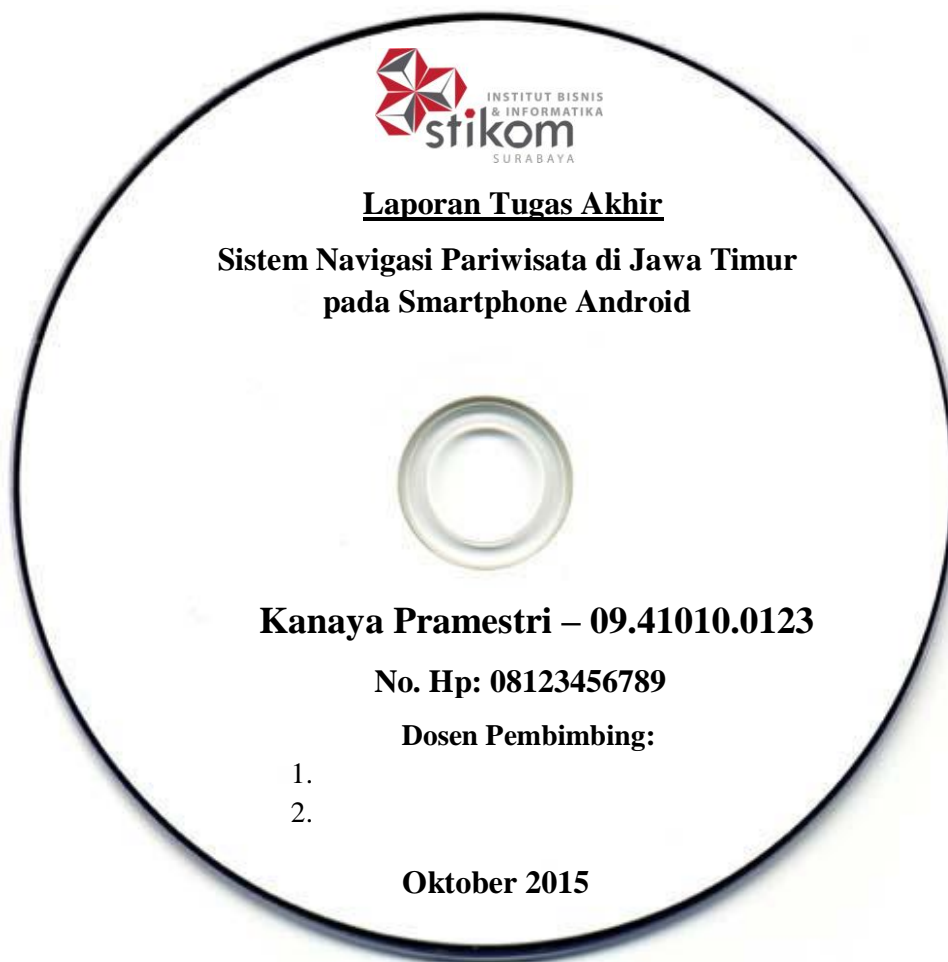 INSTITUT BISNIS
& INFORMATIKA
stikom
SURABAYA
Laporan Tugas Akhir
Sistem Navigasi Pariwisata di Jawa Timur
pada Smartphone Android
Kanaya Pramestri – 09.41010.0123
No. Hp: 08123456789
Dosen Pembimbing:
1.
2.
Oktober 2015